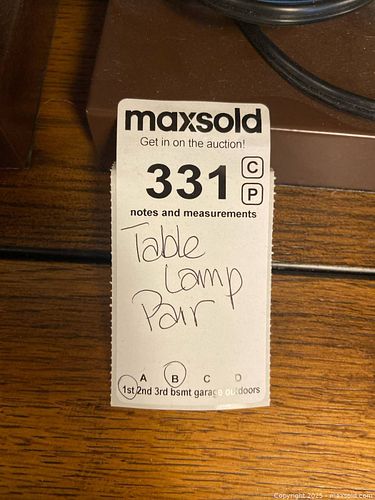 maxsold
Get in on the auction!
331 C
P
notes and measurements
Table
Lamp
Pair
A B C D
1st 2nd 3rd bsmt garage outdoors
Copyright 2025 - maxsold.com